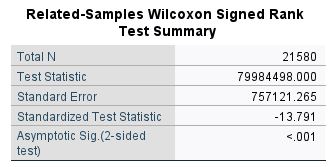 Related-Samples Wilcoxon Signed Rank
Test Summary
Total N 21580
Test Statistic 79984498.000
Standard Error 757121.265
Standardized Test Statistic -13.791
Asymptotic Sig.(2-sided <.001
test)